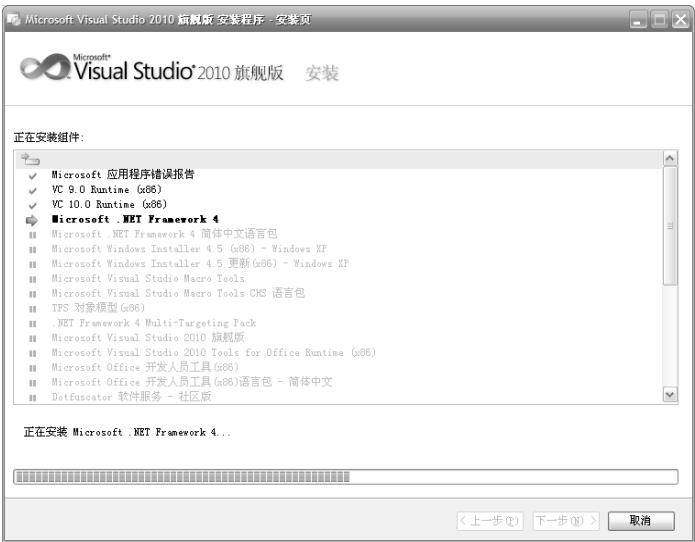 Microsoft Visual Studio 2010 旗舰版 安装程序 - 安装页
Microsoft
Visual Studio 2010 旗舰版 安装
正在安装组件:
Microsoft 应用程序错误报告
VC 9.0 Runtime (x86)
VC 10.0 Runtime (x86)
Microsoft .NET Framework 4
Microsoft .NET Framework 4 简体中文语言包
Microsoft Windows Installer 4.5 (x86) - Windows XP
Microsoft Windows Installer 4.5 更新(x86) - Windows XP
Microsoft Visual Studio Macro Tools
Microsoft Visual Studio Macro Tools CHS 语言包
TFS 对象模型(x86)
.NET Framework 4 Multi-Targeting Pack
Microsoft Visual Studio 2010 旗舰版
Microsoft Visual Studio 2010 Tools for Office Runtime (x86)
Microsoft Office 开发人员工具(x86)
Microsoft Office 开发人员工具(x86)语言包 - 简体中文
Dotfuscator 软件服务 - 社区版
正在安装 Microsoft .NET Framework 4...
< 上一步(P) 下一步(N) > 取消